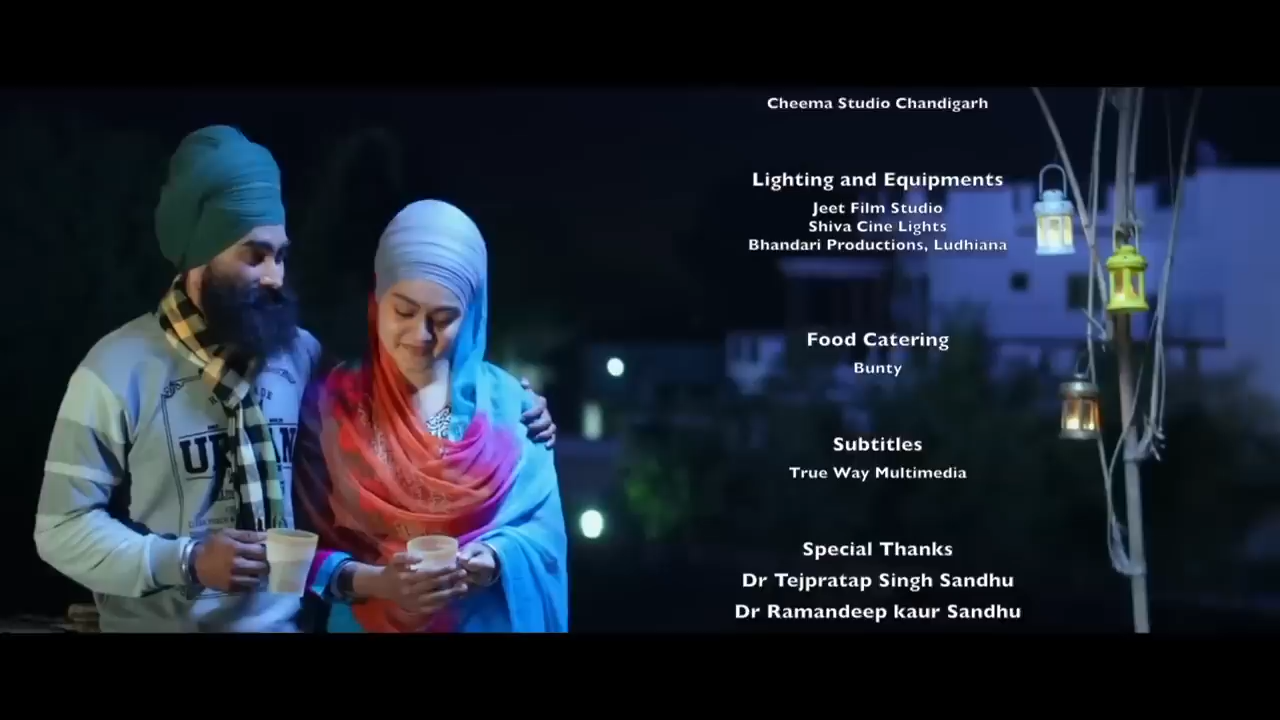 Cheema Studio Chandigarh
Lighting and Equipments
Jeet Film Studio
Shiva Cine Lights
Bhandari Productions, Ludhiana
Food Catering
Bunty
Subtitles
True Way Multimedia
Special Thanks
Dr Tejpratap Singh Sandhu
Dr Ramandeep kaur Sandhu